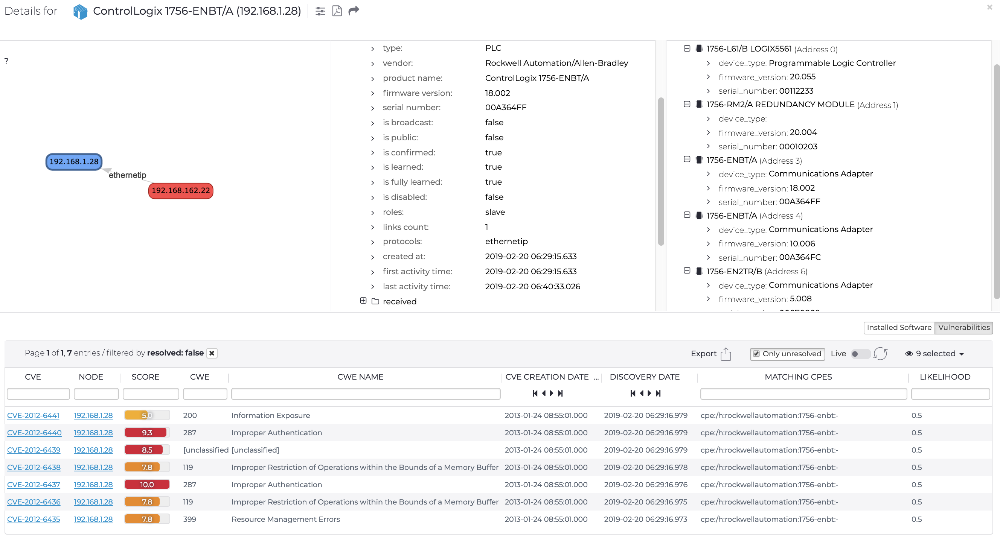 Details for ControlLogix 1756-ENBT/A (192.168.1.28)
?
192.168.1.28
ethernetip
192.168.162.22
type: PLC
vendor: Rockwell Automation/Allen-Bradley
product name: ControlLogix 1756-ENBT/A
firmware version: 18.002
serial number: 00A364FF
is broadcast: false
is public: false
is confirmed: true
is learned: true
is fully learned: true
is disabled: false
roles: slave
links count: 1
protocols: ethernetip
created at: 2019-02-20 06:29:15.633
first activity time: 2019-02-20 06:29:15.633
last activity time: 2019-02-20 06:40:33.026
received
1756-L61/B LOGIX5561 (Address 0)
device_type: Programmable Logic Controller
firmware_version: 20.055
serial_number: 00112233
1756-RM2/A REDUNDANCY MODULE (Address 1)
device_type:
firmware_version: 20.004
serial_number: 00010203
1756-ENBT/A (Address 3)
device_type: Communications Adapter
firmware_version: 18.002
serial_number: 00A364FF
1756-ENBT/A (Address 4)
device_type: Communications Adapter
firmware_version: 10.006
serial_number: 00A364FC
1756-EN2TR/B (Address 6)
device_type: Communications Adapter
firmware_version: 5.008
Installed Software Vulnerabilities
Page 1 of 1, 7 entries / filtered by resolved: false
Export Only unresolved Live 9 selected
CVE NODE SCORE CWE CWE NAME CVE CREATION DATE ... DISCOVERY DATE MATCHING CPES LIKELIHOOD
CVE-2012-6441 192.168.1.28 5.0 200 Information Exposure 2013-01-24 08:55:01.000 2019-02-20 06:29:16.979 cpe:/h:rockwellautomation:1756-enbt:- 0.5
CVE-2012-6440 192.168.1.28 9.3 287 Improper Authentication 2013-01-24 08:55:01.000 2019-02-20 06:29:16.979 cpe:/h:rockwellautomation:1756-enbt:- 0.5
CVE-2012-6439 192.168.1.28 8.5 [unclassified [unclassified] 2013-01-24 08:55:01.000 2019-02-20 06:29:16.979 cpe:/h:rockwellautomation:1756-enbt:- 0.5
CVE-2012-6438 192.168.1.28 7.8 119 Improper Restriction of Operations within the Bounds of a Memory Buffer 2013-01-24 08:55:01.000 2019-02-20 06:29:16.978 cpe:/h:rockwellautomation:1756-enbt:- 0.5
CVE-2012-6437 192.168.1.28 10.0 287 Improper Authentication 2013-01-24 08:55:01.000 2019-02-20 06:29:16.976 cpe:/h:rockwellautomation:1756-enbt:- 0.5
CVE-2012-6436 192.168.1.28 7.8 119 Improper Restriction of Operations within the Bounds of a Memory Buffer 2013-01-24 08:55:01.000 2019-02-20 06:29:16.975 cpe:/h:rockwellautomation:1756-enbt:- 0.5
CVE-2012-6435 192.168.1.28 7.8 399 Resource Management Errors 2013-01-24 08:55:01.000 2019-02-20 06:29:16.973 cpe:/h:rockwellautomation:1756-enbt:- 0.5